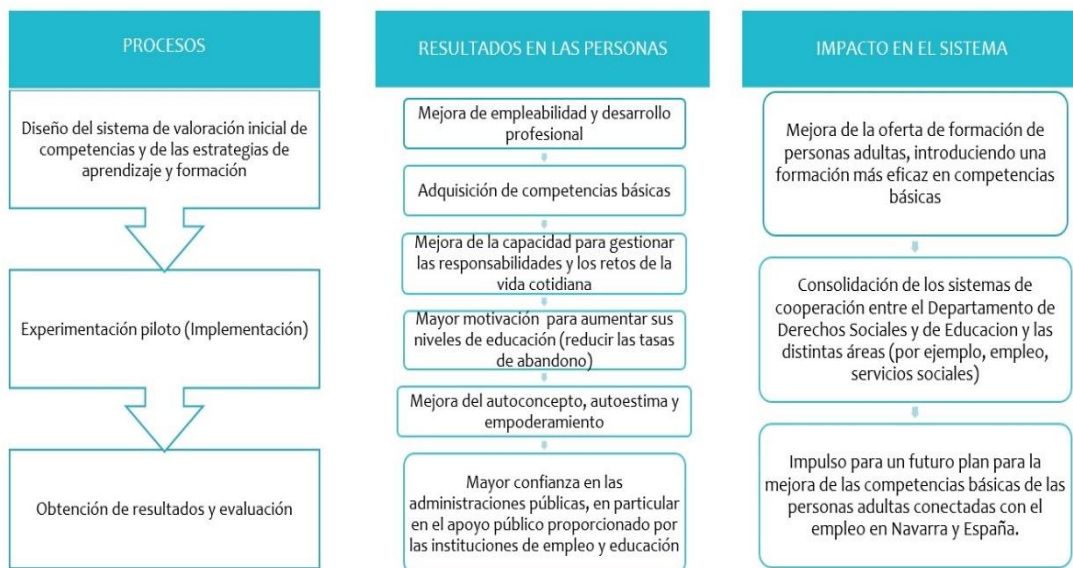 PROCESOS
Diseño del sistema de valoración inicial de
competencias y de las estrategias de
aprendizaje y formación
Experimentación piloto (Implementación)
Obtención de resultados y evaluación
RESULTADOS EN LAS PERSONAS
Mejora de empleabilidad y desarrollo
profesional
Adquisición de competencias básicas
Mejora de la capacidad para gestionar
las responsabilidades y los retos de la
vida cotidiana
Mayor motivación para aumentar sus
niveles de educación (reducir las tasas
de abandono)
Mejora del autoconcepto, autoestima y
empoderamiento
Mayor confianza en las
administraciones públicas, en particular
en el apoyo público proporcionado por
las instituciones de empleo y educación
IMPACTO EN EL SISTEMA
Mejora de la oferta de formación de
personas adultas, introduciendo una
formación más eficaz en competencias
básicas
Consolidación de los sistemas de
cooperación entre el Departamento de
Derechos Sociales y de Educacion y las
distintas áreas (por ejemplo, empleo,
servicios sociales)
Impulso para un futuro plan para la
mejora de las competencias básicas de las
personas adultas conectadas con el
empleo en Navarra y España.